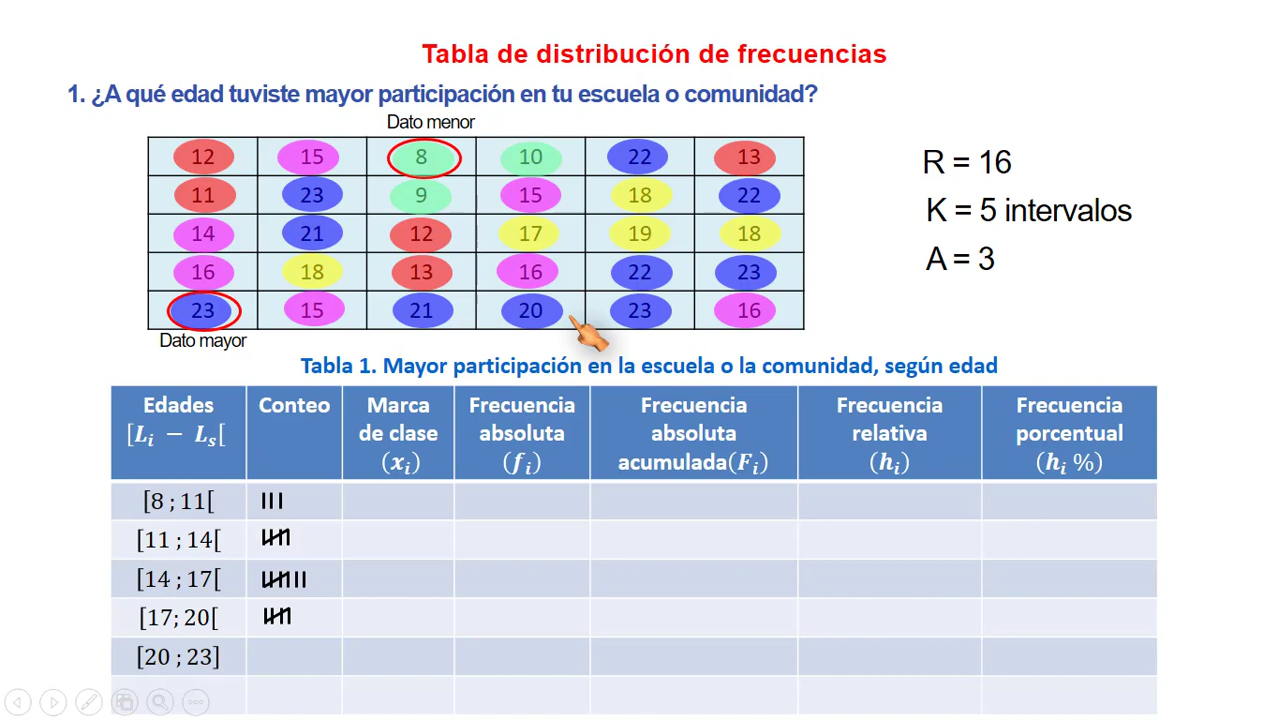 Tabla de distribución de frecuencias
1. ¿A qué edad tuviste mayor participación en tu escuela o comunidad?
Dato menor
12 15 8 10 22 13
11 23 9 15 18 22
14 21 12 17 19 18
16 18 13 16 22 23
23 15 21 20 23 16
Dato mayor
R = 16
K = 5 intervalos
A = 3
Tabla 1. Mayor participación en la escuela o la comunidad, según edad
Edades
[Li − Ls[
Conteo
Marca
de clase
(xi)
Frecuencia
absoluta
(fi)
Frecuencia
absoluta
acumulada(Fi)
Frecuencia
relativa
(hi)
Frecuencia
porcentual
(hi %)
[8 ; 11[
[11 ; 14[
[14 ; 17[
[17; 20[
[20 ; 23]